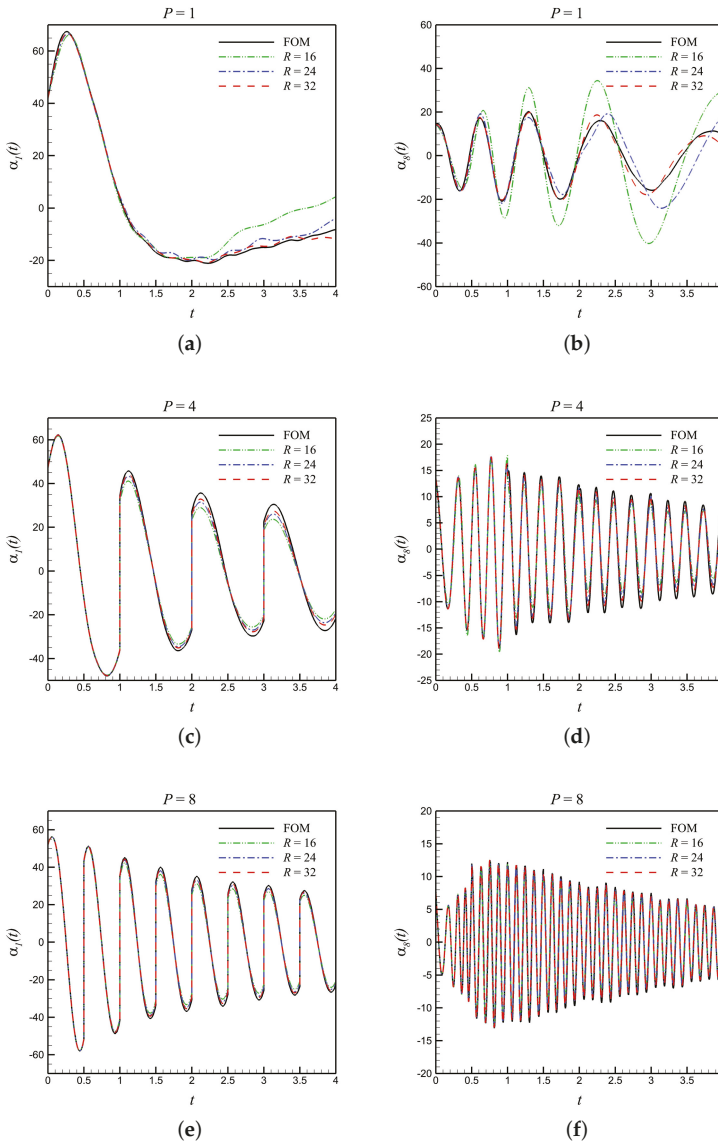 P = 1
P = 1
60
40
20
0
-20
α1(t)
FOM
R = 16
R = 24
R = 32
0 0.5 1 1.5 2 2.5 3 3.5 4
t
(a)
60
40
20
0
-20
-40
-60
α8(t)
FOM
R = 16
R = 24
R = 32
0 0.5 1 1.5 2 2.5 3 3.5
t
(b)
P = 4
60
40
20
0
-20
-40
α1(t)
FOM
R = 16
R = 24
R = 32
0 0.5 1 1.5 2 2.5 3 3.5 4
t
(c)
P = 4
25
20
15
10
5
0
-5
-10
-15
-20
-25
α8(t)
FOM
R = 16
R = 24
R = 32
0 0.5 1 1.5 2 2.5 3 3.5
t
(d)
P = 8
60
40
20
0
-20
-40
-60
α1(t)
FOM
R = 16
R = 24
R = 32
0 0.5 1 1.5 2 2.5 3 3.5 4
t
(e)
P = 8
20
15
10
5
0
-5
-10
-15
-20
α8(t)
FOM
R = 16
R = 24
R = 32
0 0.5 1 1.5 2 2.5 3 3.5
t
(f)